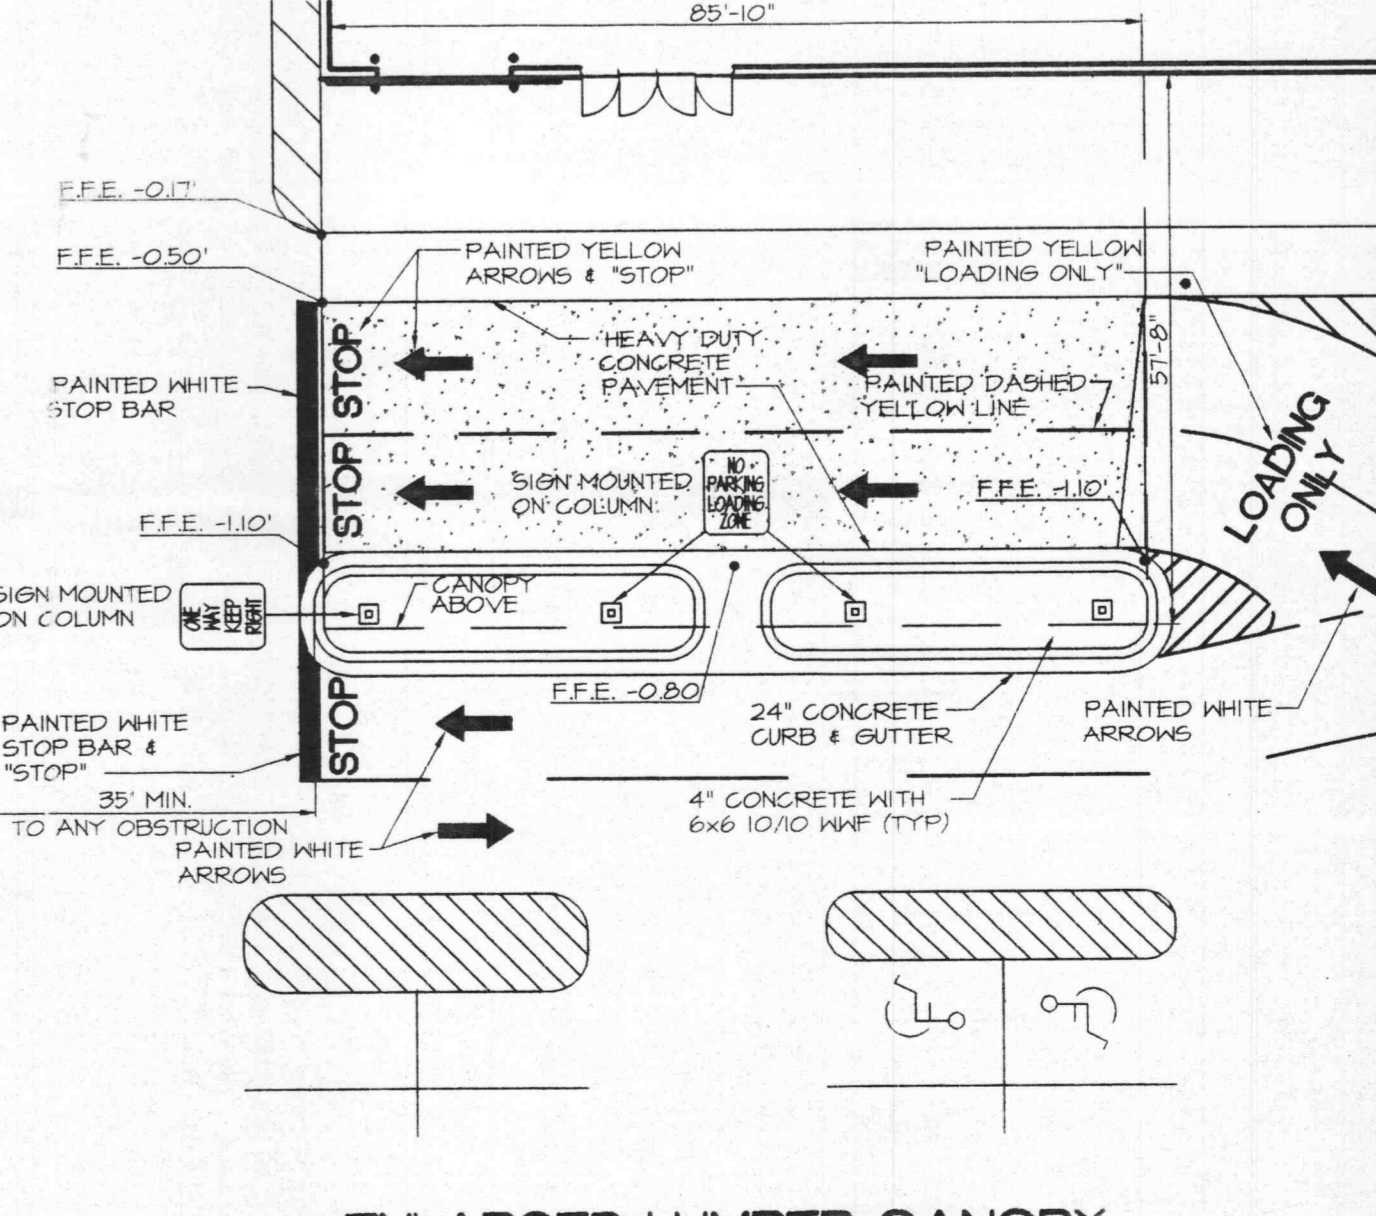 85'-10"
F.F.E. -0.17'
F.F.E. -0.50'
PAINTED YELLOW
ARROWS & "STOP"
PAINTED YELLOW
"LOADING ONLY"
HEAVY DUTY
CONCRETE
PAVEMENT
57'-8"
PAINTED WHITE
STOP BAR
STOP
PAINTED DASHED
YELLOW LINE
LOADING
ONLY
STOP
SIGN MOUNTED
ON COLUMN
NO
PARKING
LOADING
ZONE
F.F.E. -1.10'
F.F.E. -1.10'
SIGN MOUNTED
ON COLUMN
ONE
WAY
KEEP
RIGHT
CANOPY
ABOVE
F.F.E. -0.80'
STOP
PAINTED WHITE
STOP BAR &
"STOP"
24" CONCRETE
CURB & GUTTER
PAINTED WHITE
ARROWS
35' MIN.
TO ANY OBSTRUCTION
4" CONCRETE WITH
6x6 10/10 WWF (TYP)
PAINTED WHITE
ARROWS
ENLARGED LUMBER CANOPY